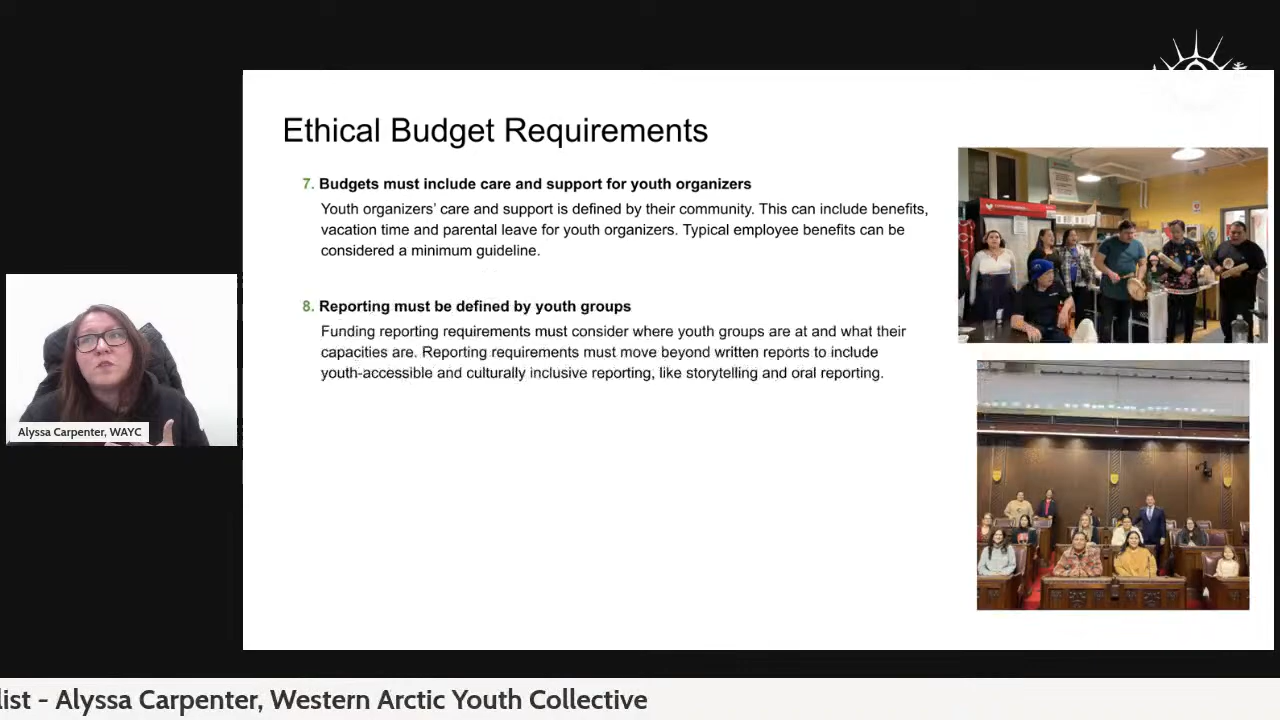 Ethical Budget Requirements
7. Budgets must include care and support for youth organizers
Youth organizers’ care and support is defined by their community. This can include benefits,
vacation time and parental leave for youth organizers. Typical employee benefits can be
considered a minimum guideline.
8. Reporting must be defined by youth groups
Funding reporting requirements must consider where youth groups are at and what their
capacities are. Reporting requirements must move beyond written reports to include
youth-accessible and culturally inclusive reporting, like storytelling and oral reporting.
Alyssa Carpenter, WAYC
list - Alyssa Carpenter, Western Arctic Youth Collective